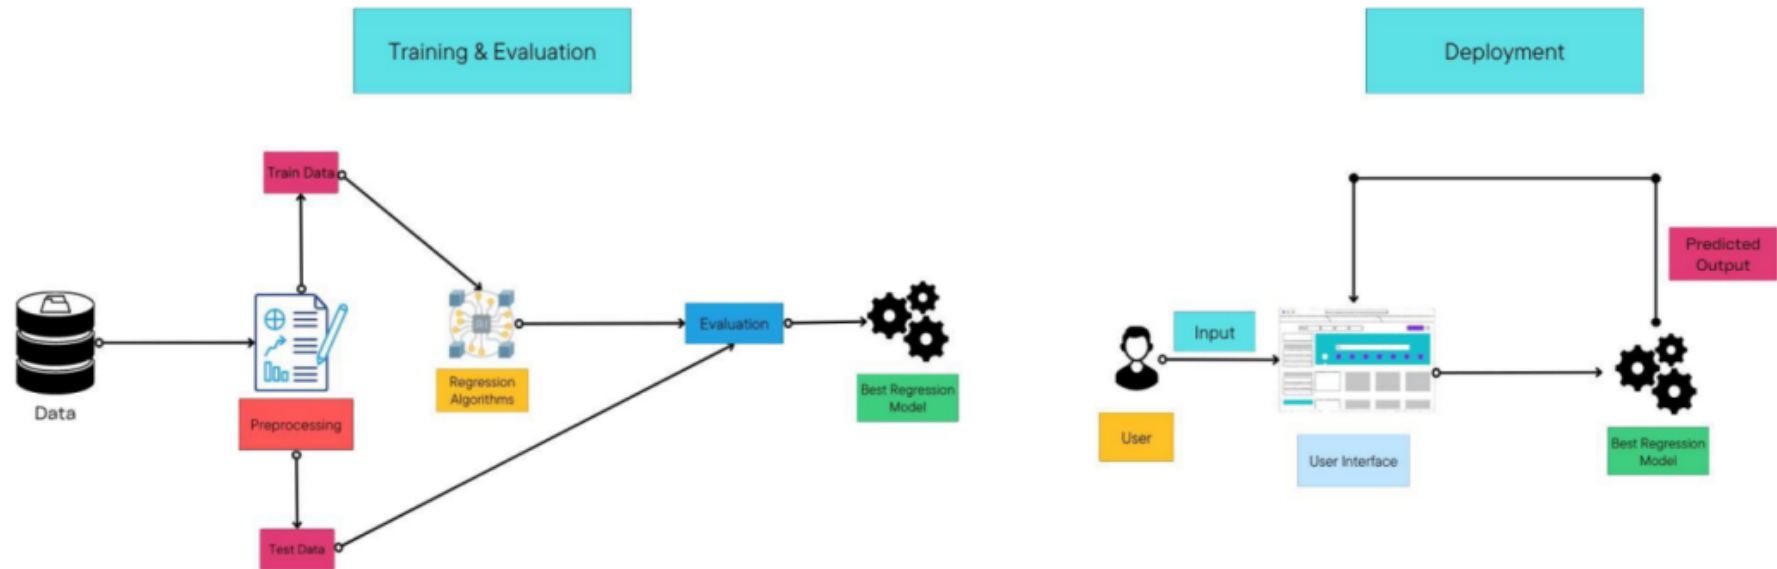 Training & Evaluation
Deployment
Train Data
Data
Preprocessing
Test Data
Regression
Algorithms
Evaluation
Best Regression
Model
User
Input
User Interface
Predicted
Output
Best Regression
Model